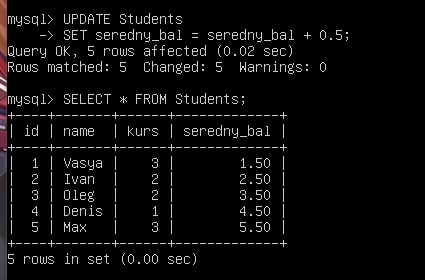 mysql> UPDATE Students
    -> SET seredny_bal = seredny_bal + 0.5;
Query OK, 5 rows affected (0.02 sec)
Rows matched: 5  Changed: 5  Warnings: 0

mysql> SELECT * FROM Students;
+----+-------+------+-------------+
| id | name  | kurs | seredny_bal |
+----+-------+------+-------------+
|  1 | Vasya |    3 |        1.50 |
|  2 | Ivan  |    2 |        2.50 |
|  3 | Oleg  |    2 |        3.50 |
|  4 | Denis |    1 |        4.50 |
|  5 | Max   |    3 |        5.50 |
+----+-------+------+-------------+
5 rows in set (0.00 sec)